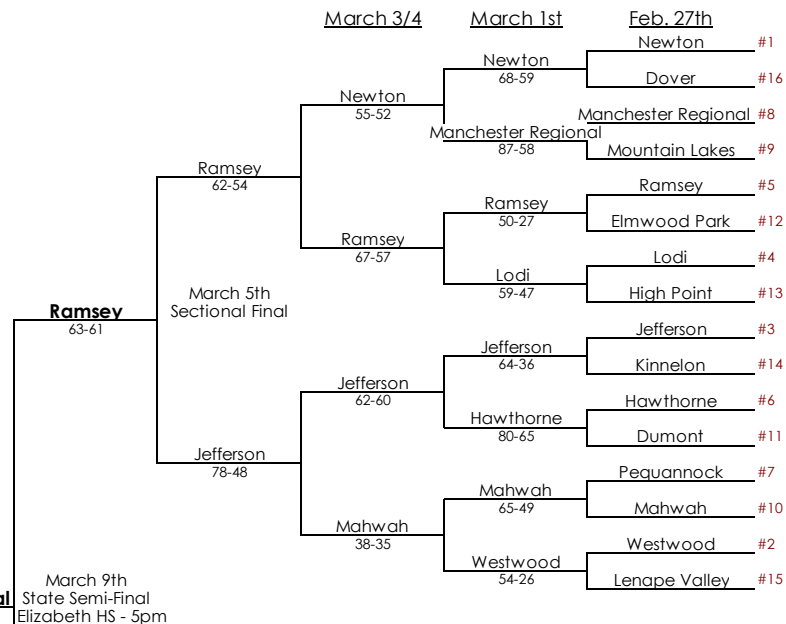 March 3/4 March 1st Feb. 27th
Newton #1
Newton
68-59
Dover #16
Newton
55-52
Manchester Regional #8
Manchester Regional
87-58
Mountain Lakes #9
Ramsey
62-54
Ramsey #5
Ramsey
50-27
Elmwood Park #12
Ramsey
67-57
Lodi #4
Lodi
59-47
High Point #13
March 5th
Sectional Final
Ramsey
63-61
Jefferson #3
Jefferson
64-36
Kinnelon #14
Jefferson
62-60
Hawthorne #6
Hawthorne
80-65
Dumont #11
Jefferson
78-48
Pequannock #7
Mahwah
65-49
Mahwah #10
Mahwah
38-35
Westwood #2
Westwood
54-26
Lenape Valley #15
March 9th
State Semi-Final
Elizabeth HS - 5pm